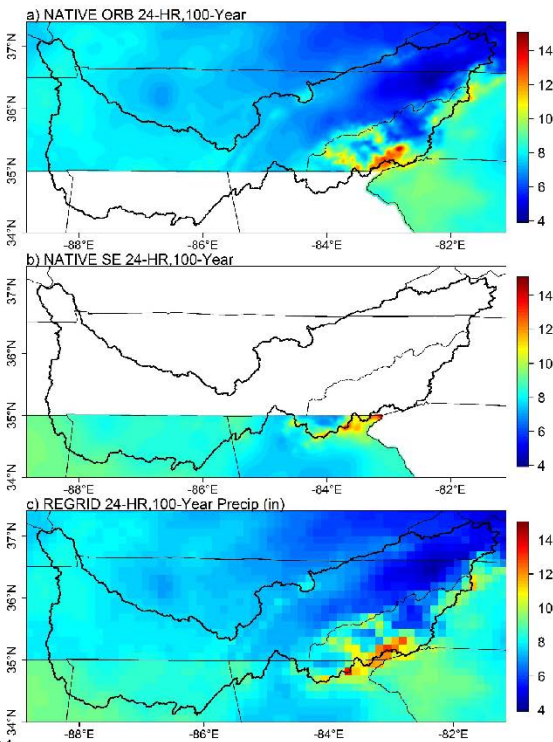 a) NATIVE ORB 24-HR,100-Year
37°N
36°N
35°N
34°N
-88°
-86°
-84°
-82°
14
12
10
8
6
4
b) NATIVE SE 24-HR,100-Year
37°N
36°N
35°N
34°N
-88°
-86°
-84°
-82°
14
12
10
8
6
4
c) REGRID 24-HR,100-Year Precip (in)
37°N
36°N
35°N
34°N
-88°
-86°
-84°
-82°
14
12
10
8
6
4